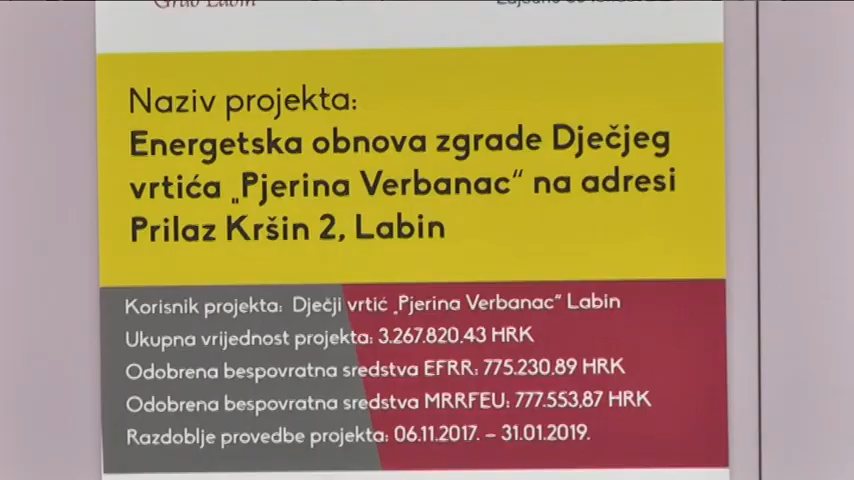 Grad Labin
Naziv projekta:
Energetska obnova zgrade Dječjeg
vrtića „Pjerina Verbanac“ na adresi
Prilaz Kršin 2, Labin
Korisnik projekta: Dječji vrtić „Pjerina Verbanac“ Labin
Ukupna vrijednost projekta: 3.267.820.43 HRK
Odobrena bespovratna sredstva EFRR: 775.230.89 HRK
Odobrena bespovratna sredstva MRRFEU: 777.553,87 HRK
Razdoblje provedbe projekta: 06.11.2017. – 31.01.2019.